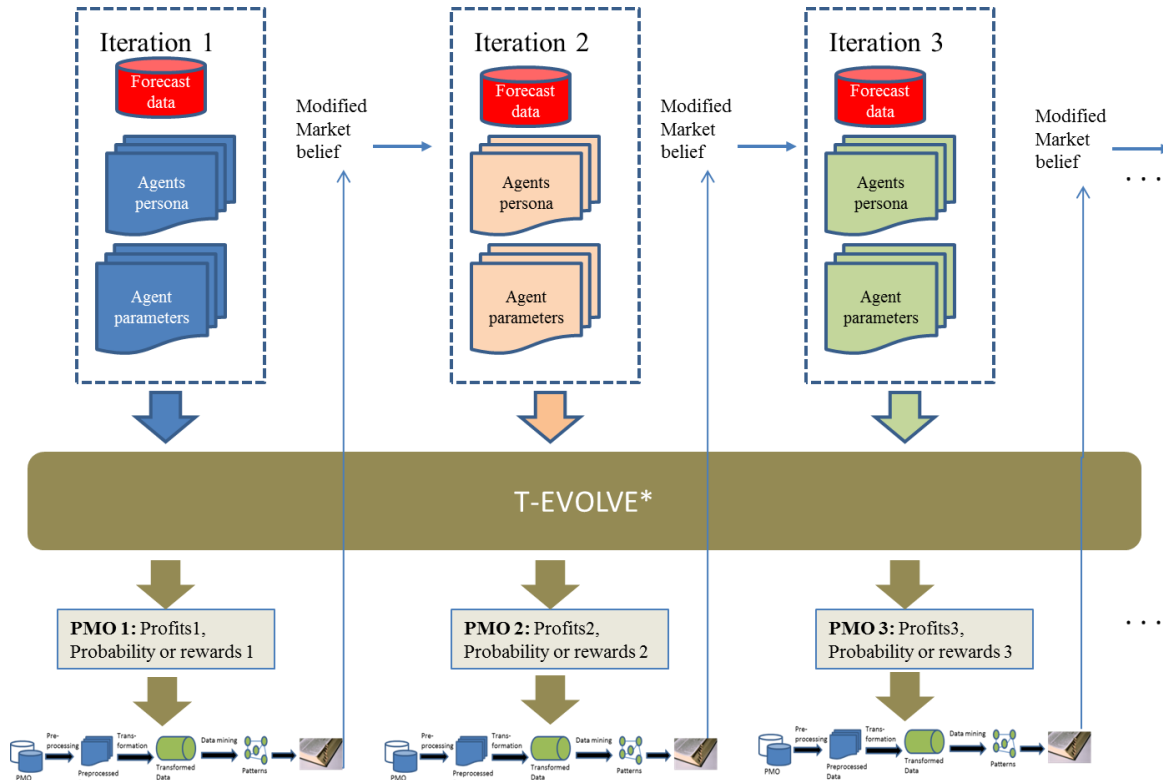 Iteration 1
Forecast
data
Agents
persona
Agent
parameters
Modified
Market
belief
Iteration 2
Forecast
data
Agents
persona
Agent
parameters
Modified
Market
belief
Iteration 3
Forecast
data
Agents
persona
Agent
parameters
Modified
Market
belief
. . .
T-EVOLVE*
PMO 1: Profits1,
Probability or rewards 1
PMO 2: Profits2,
Probability or rewards 2
PMO 3: Profits3,
Probability or rewards 3
. . .
PMO
Pre-
processing
Preprocessed
Trans-
formation
Transformed
Data
Data mining
Patterns
PMO
Pre-
processing
Preprocessed
Trans-
formation
Transformed
Data
Data mining
Patterns
PMO
Pre-
processing
Preprocessed
Trans-
formation
Transformed
Data
Data mining
Patterns